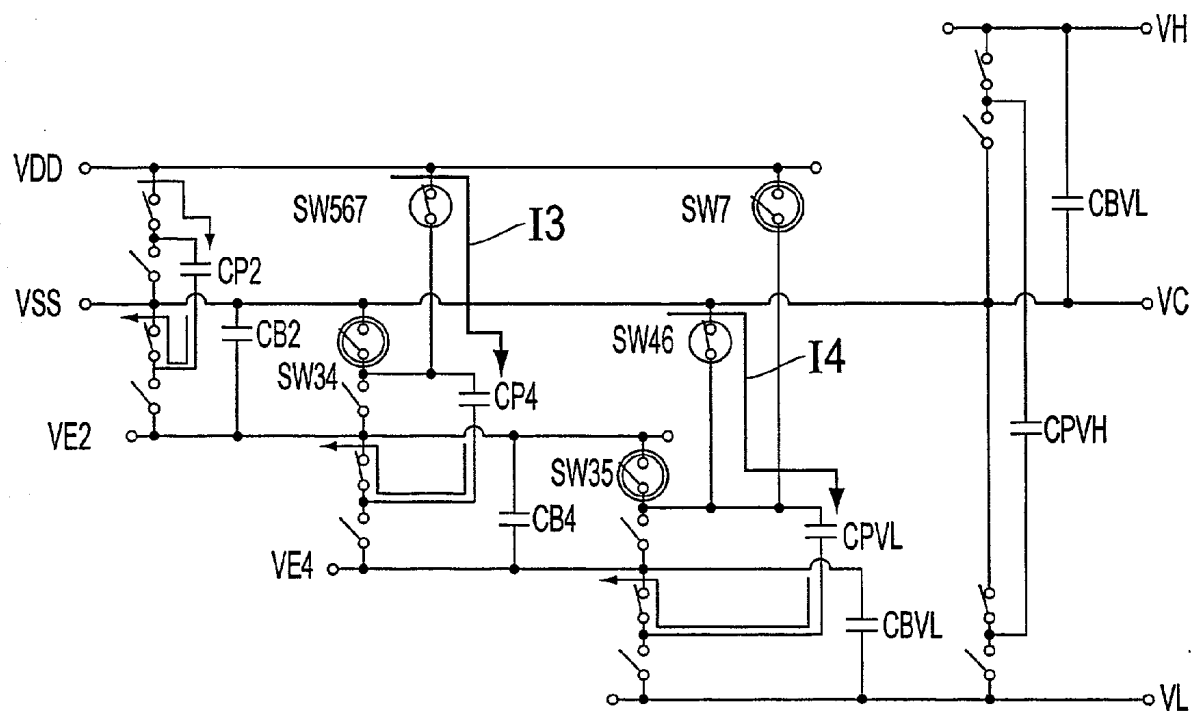 VH
VDD
SW567
I3
SW7
CBVL
CP2
VSS
VC
CB2
SW34
SW46
I4
CP4
CPVH
VE2
SW35
CB4
CPVL
VE4
CBVL
VL